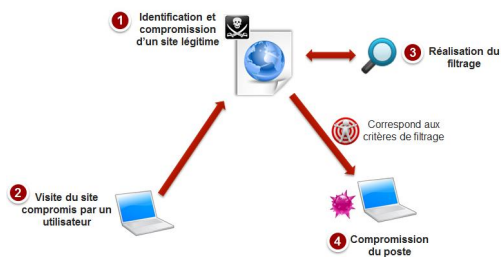 1
Identification et
compromission
d'un site légitime
3
Réalisation du
filtrage
Correspond aux
critères de filtrage
2
Visite du site
compromis par un
utilisateur
4
Compromission
du poste